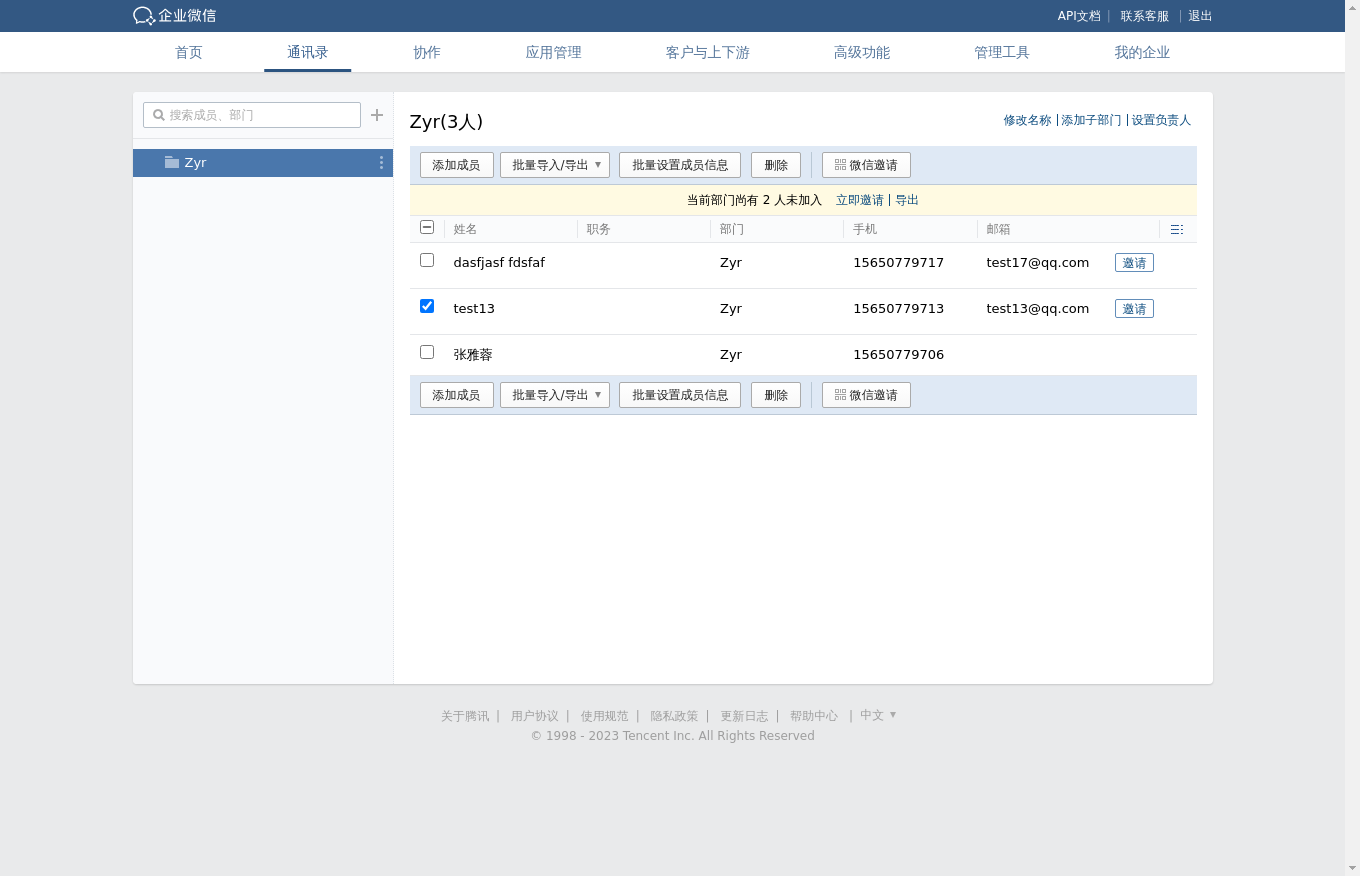 企业微信
API文档 | 联系客服 | 退出
首页 通讯录 协作 应用管理 客户与上下游 高级功能 管理工具 我的企业
搜索成员、部门
Zyr
Zyr(3人)
修改名称 | 添加子部门 | 设置负责人
添加成员 批量导入/导出 批量设置成员信息 删除 微信邀请
当前部门尚有 2 人未加入 立即邀请 | 导出
姓名 职务 部门 手机 邮箱
dasfjasf fdsfaf Zyr 15650779717 test17@qq.com 邀请
test13 Zyr 15650779713 test13@qq.com 邀请
张雅蓉 Zyr 15650779706
添加成员 批量导入/导出 批量设置成员信息 删除 微信邀请
关于腾讯 | 用户协议 | 使用规范 | 隐私政策 | 更新日志 | 帮助中心 | 中文
© 1998 - 2023 Tencent Inc. All Rights Reserved